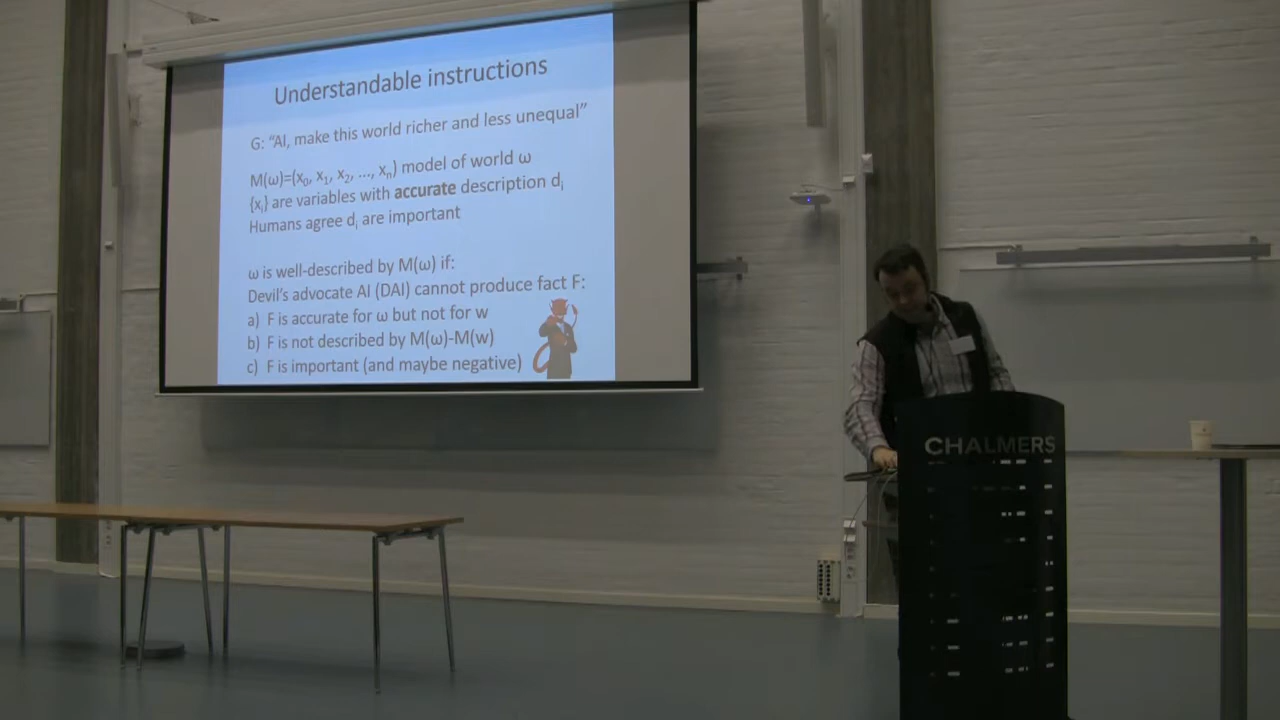 Understandable instructions
G: “AI, make this world richer and less unequal”
M(ω)=(x₀, x₁, x₂, ..., xₙ) model of world ω
{xᵢ} are variables with accurate description dᵢ
Humans agree dᵢ are important
ω is well-described by M(ω) if:
Devil’s advocate AI (DAI) cannot produce fact F:
a) F is accurate for ω but not for w
b) F is not described by M(ω)-M(w)
c) F is important (and maybe negative)
CHALMERS